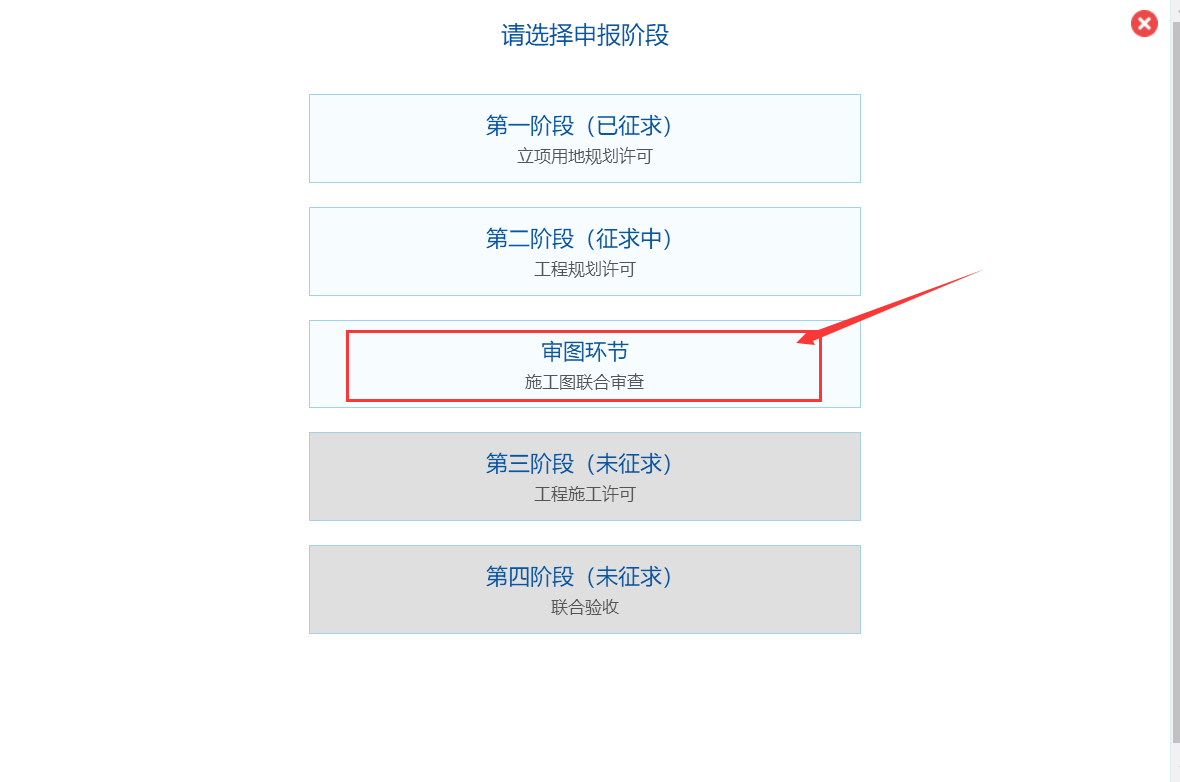 请选择申报阶段
第一阶段（已征求）
立项用地规划许可
第二阶段（征求中）
工程规划许可
审图环节
施工图联合审查
第三阶段（未征求）
工程施工许可
第四阶段（未征求）
联合验收